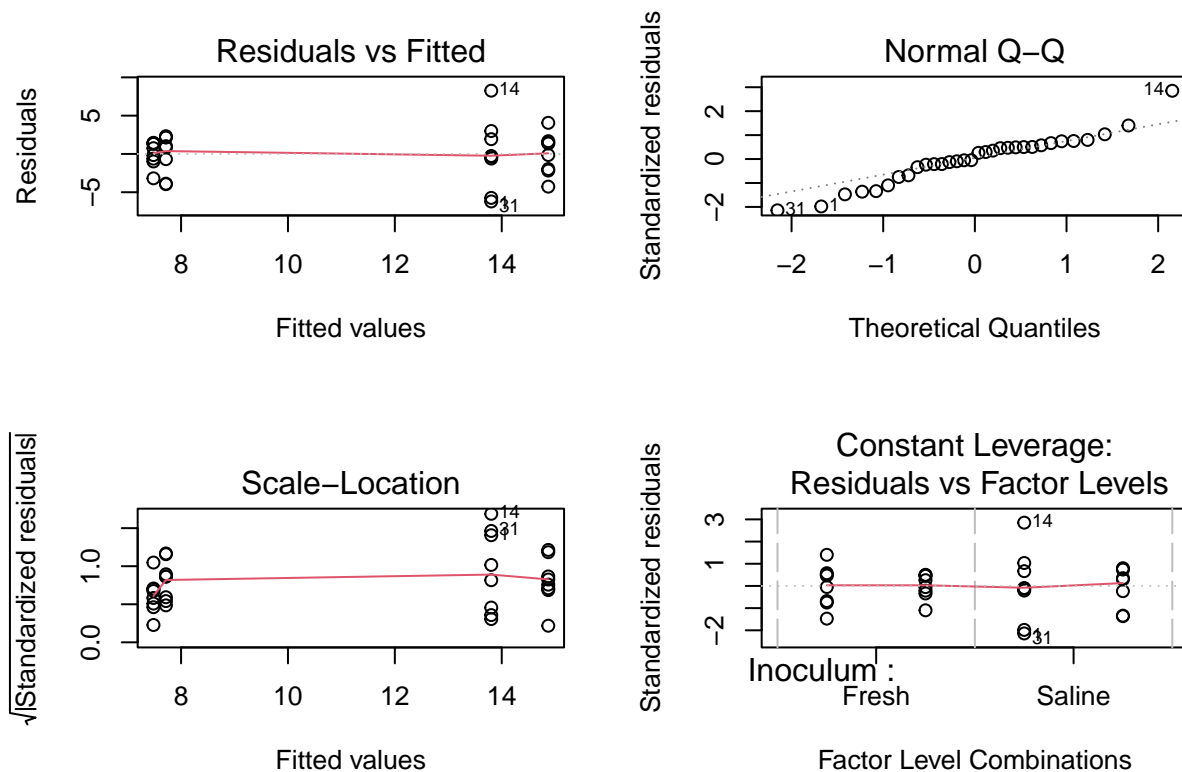 Residuals vs Fitted
Residuals
5
−5
14
1
31
8
10
12
14
Fitted values
Normal Q−Q
Standardized residuals
2
0
−2
14
31
1
−2
−1
0
1
2
Theoretical Quantiles
Scale−Location
√|Standardized residuals|
1.0
0.0
14
31
1
8
10
12
14
Fitted values
Constant Leverage:
Residuals vs Factor Levels
Standardized residuals
3
1
−2
14
1
31
Inoculum :
Fresh
Saline
Factor Level Combinations